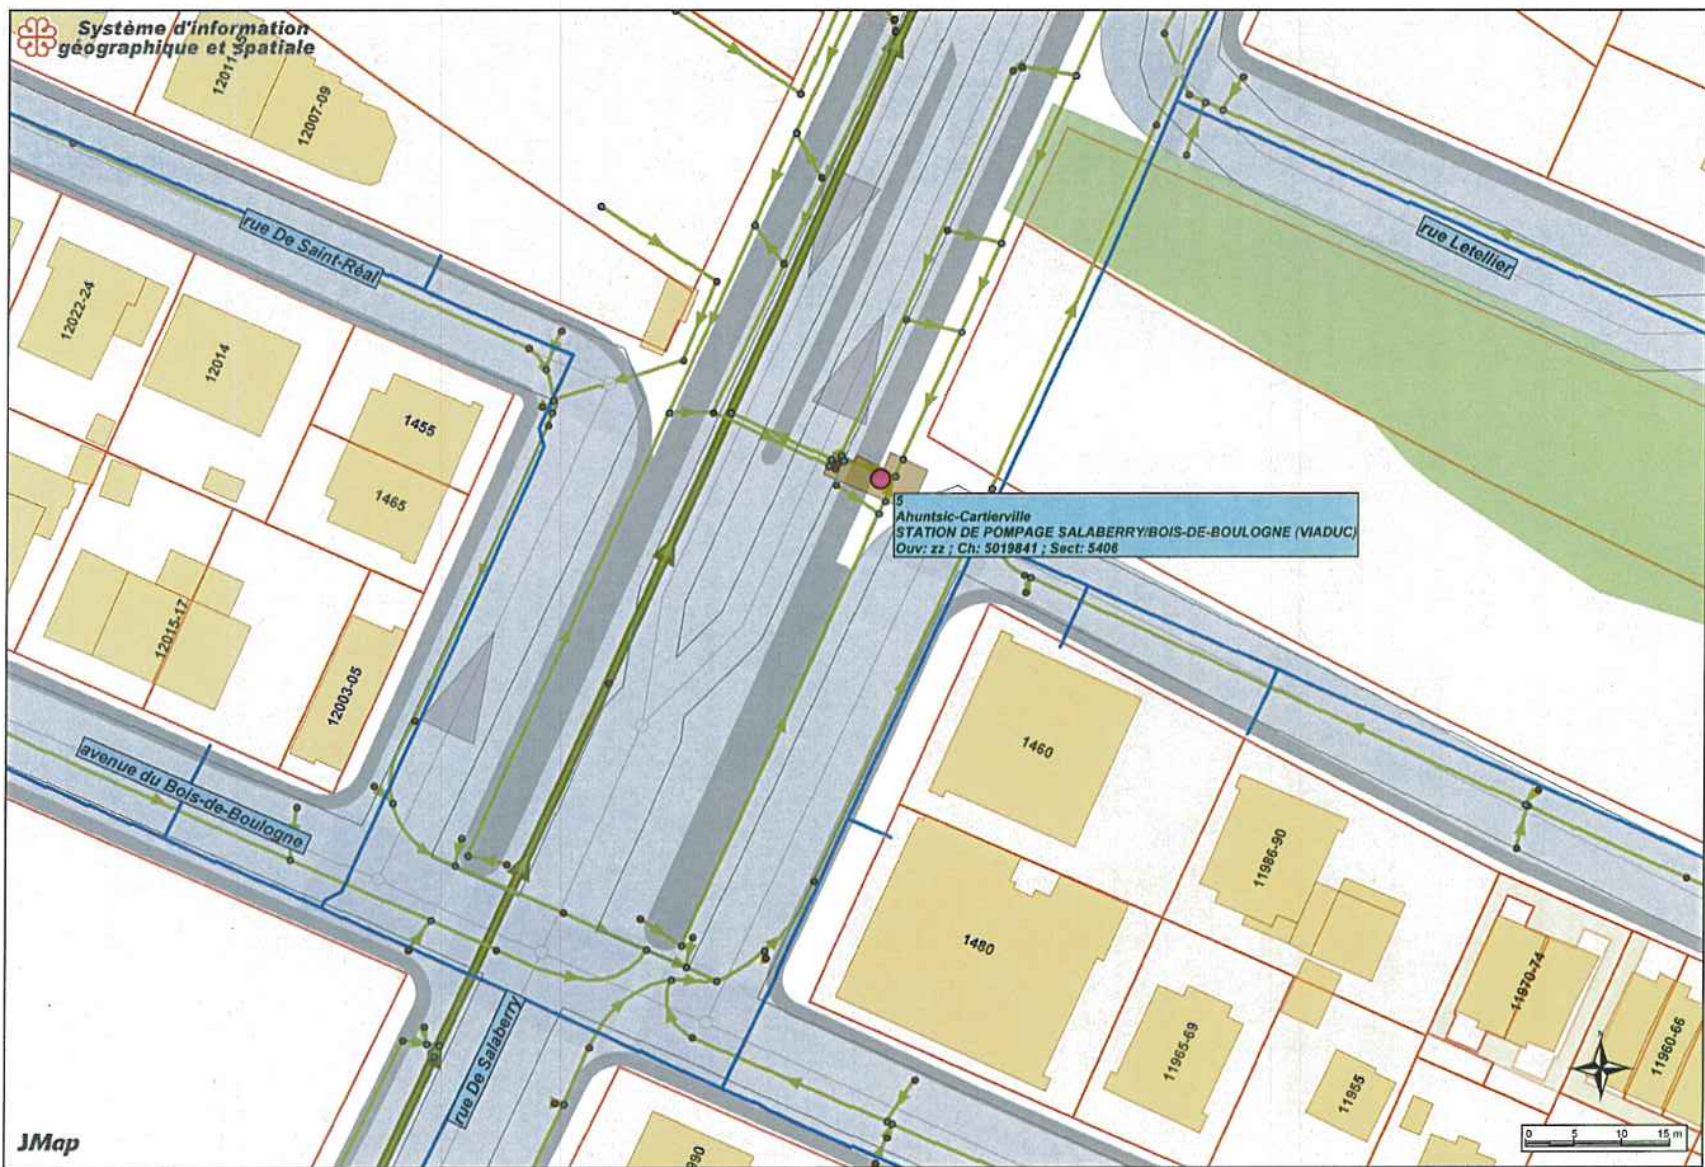 Système d'information
géographique et spatiale
12007-09
rue De Saint-Réal
rue Letellier
12022-24
12014
1455
1465
5
Ahuntsic-Cartierville
STATION DE POMPAGE SALABERRY/BOIS-DE-BOULOGNE (VIADUC)
Ouv: zz ; Ch: 5019841 ; Sect: 5406
12015-17
12003-05
avenue du Bois-de-Boulogne
1460
11986-90
1480
11970-74
11965-69
11955
11960-66
rue De Salaberry
JMap
0 5 10 15 m